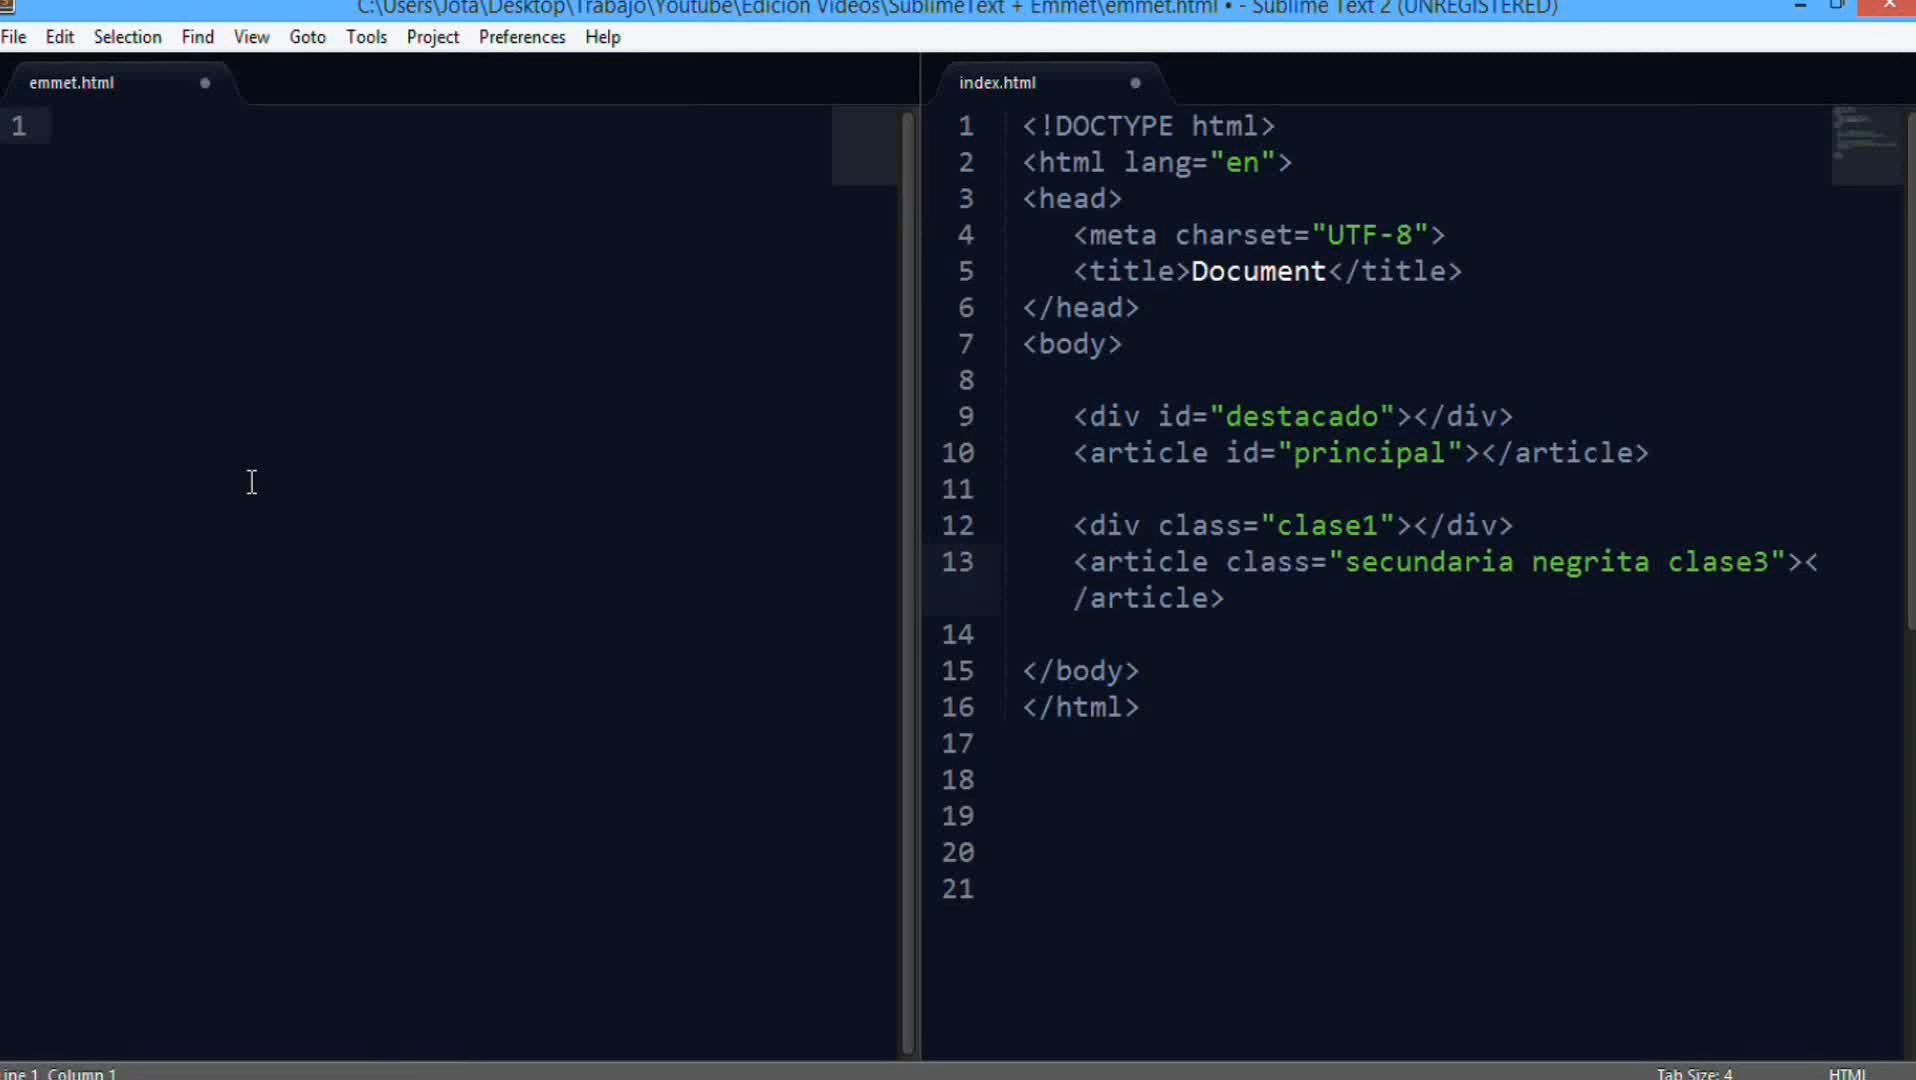 C:\Users\Jota\Desktop\Trabajo\Youtube\Edicion Videos\SublimeText + Emmet\emmet.html • - Sublime Text 2 (UNREGISTERED)
File Edit Selection Find View Goto Tools Project Preferences Help
emmet.html
1
index.html
1 <!DOCTYPE html>
2 <html lang="en">
3 <head>
4 <meta charset="UTF-8">
5 <title>Document</title>
6 </head>
7 <body>
8
9 <div id="destacado"></div>
10 <article id="principal"></article>
11
12 <div class="clase1"></div>
13 <article class="secundaria negrita clase3"><
/article>
14
15 </body>
16 </html>
17
18
19
20
21
ine 1, Column 1
Tab Size: 4
HTML